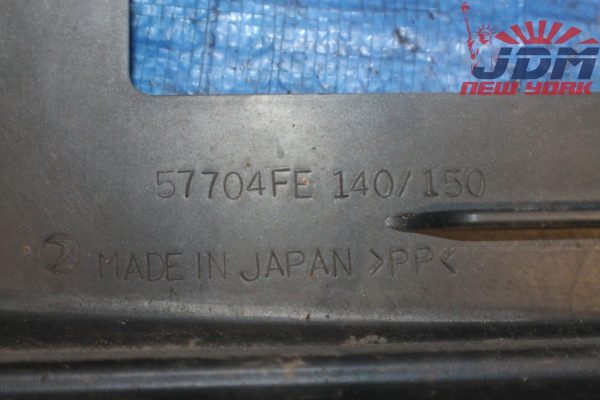 JDM
NEW YORK
57704FE 140/150
MADE IN JAPAN >PP<